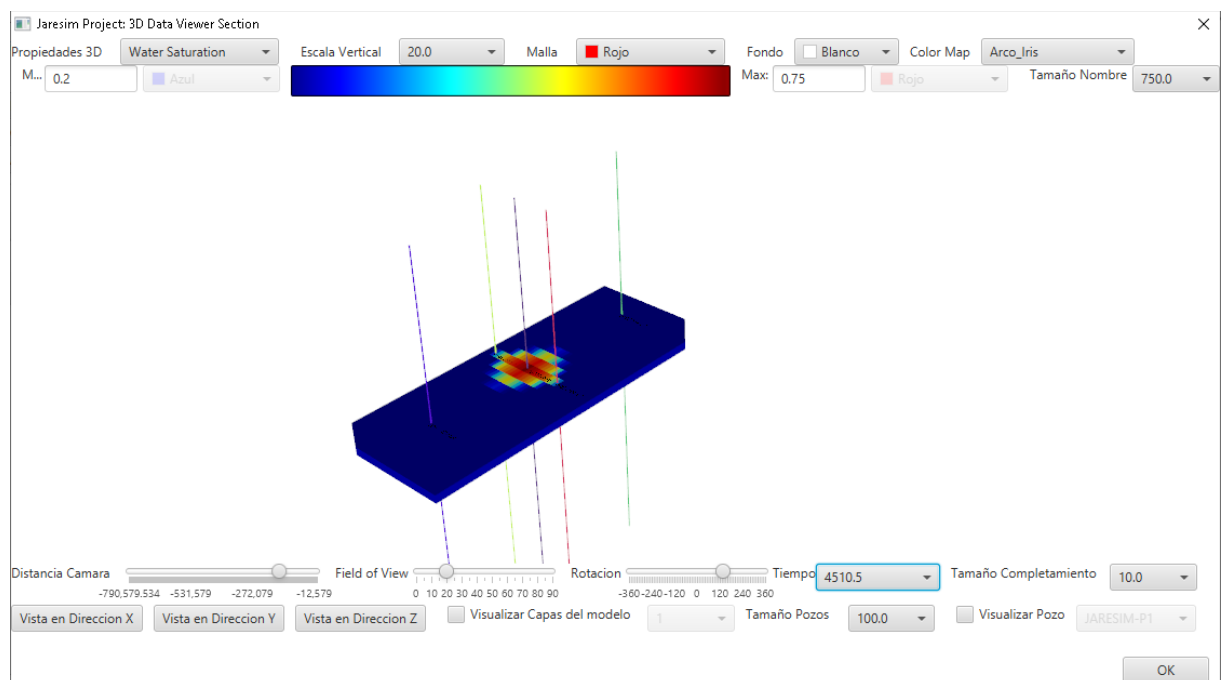 Jaresim Project: 3D Data Viewer Section
Propiedades 3D Water Saturation Escala Vertical 20.0 Malla Rojo Fondo Blanco Color Map Arco_Iris
M... 0.2 Azul Max: 0.75 Rojo Tamaño Nombre 750.0
Distancia Camara Field of View Rotacion Tiempo 4510.5 Tamaño Completamiento 10.0
-790,579.534 -531,579 -272,079 -12,579 0 10 20 30 40 50 60 70 80 90 -360-240-120 0 120 240 360
Vista en Direccion X Vista en Direccion Y Vista en Direccion Z Visualizar Capas del modelo 1 Tamaño Pozos 100.0 Visualizar Pozo JARESIM-P1
OK